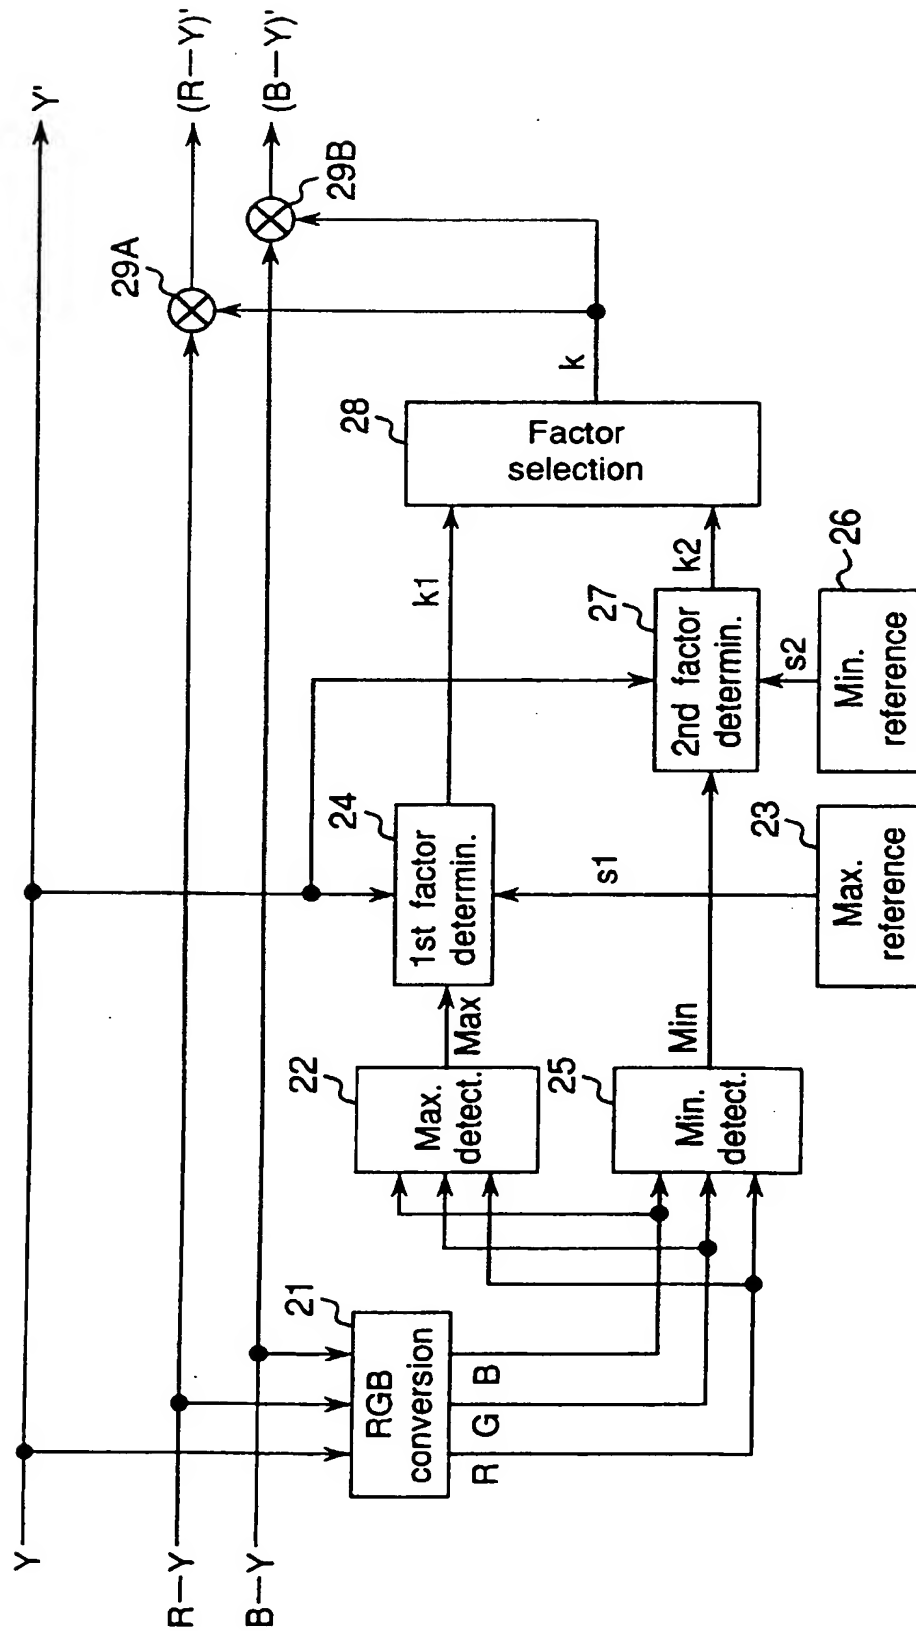 Y
Y'
R—Y
(R—Y)'
B—Y
(B—Y)'
29A
29B
21
RGB
conversion
R
G
B
22
Max.
detect.
Max
25
Min.
detect.
Min
24
1st factor
determin.
k1
s1
23
Max.
reference
27
2nd factor
determin.
k2
s2
26
Min.
reference
28
Factor
selection
k